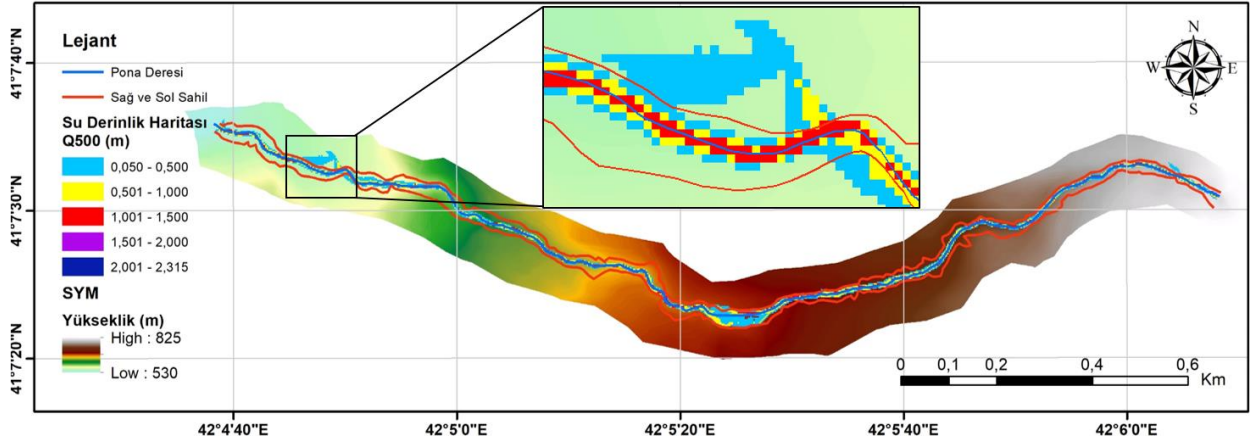 Lejant
Pona Deresi
Sağ ve Sol Sahil
Su Derinlik Haritası
Q500 (m)
0,050 - 0,500
0,501 - 1,000
1,001 - 1,500
1,501 - 2,000
2,001 - 2,315
SYM
Yükseklik (m)
High : 825
Low : 530
N
W E
S
0 0,1 0,2 0,4 0,6
Km
41°7'40"N
41°7'30"N
41°7'20"N
42°4'40"E 42°5'0"E 42°5'20"E 42°5'40"E 42°6'0"E